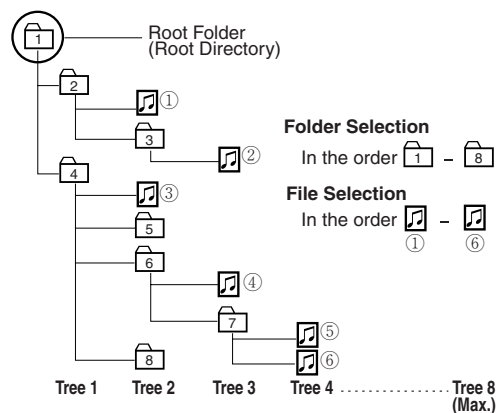 1
Root Folder
(Root Directory)
2
①
3
②
Folder Selection
In the order 1 – 8
4
③
File Selection
In the order –
① ⑥
5
6
④
7
⑤
⑥
8
Tree 1 Tree 2 Tree 3 Tree 4 .............. Tree 8
(Max.)